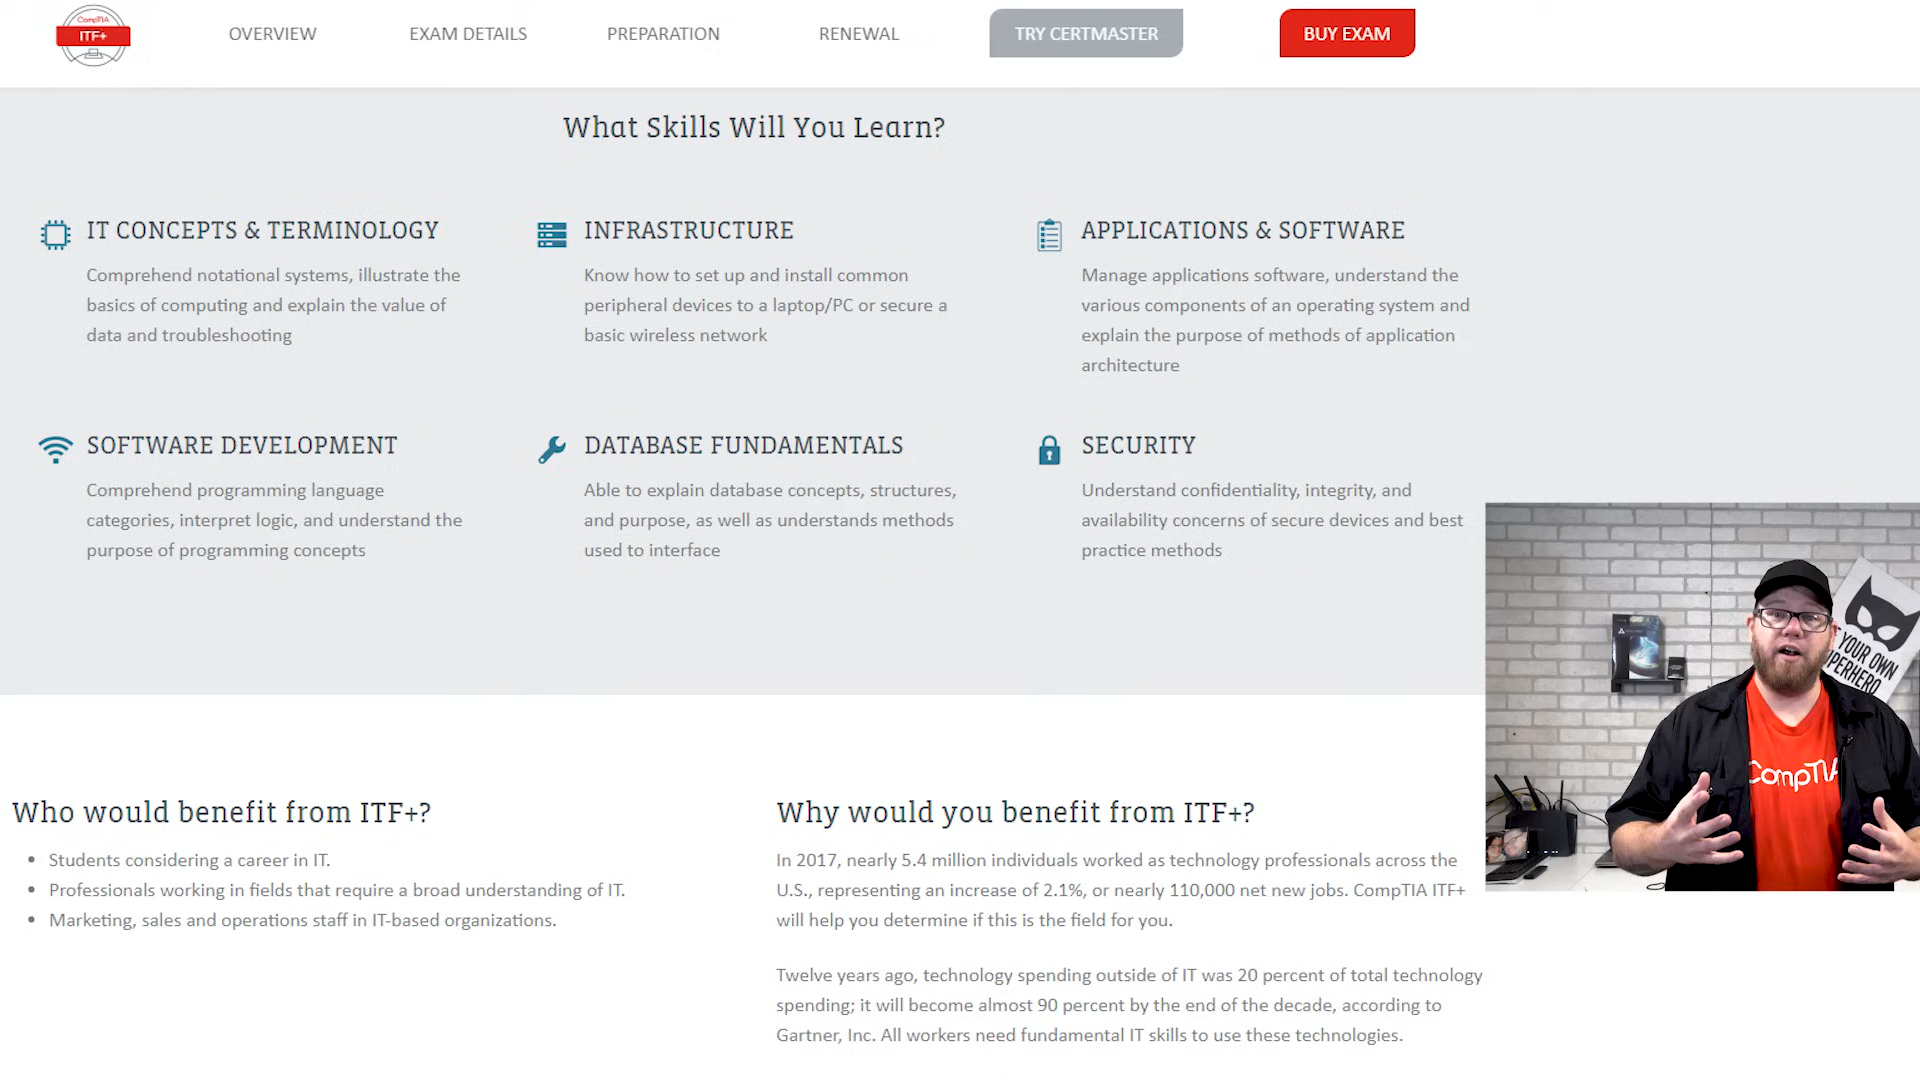 CompTIA
ITF+
OVERVIEW
EXAM DETAILS
PREPARATION
RENEWAL
TRY CERTMASTER
BUY EXAM
What Skills Will You Learn?
IT CONCEPTS & TERMINOLOGY
Comprehend notational systems, illustrate the
basics of computing and explain the value of
data and troubleshooting
INFRASTRUCTURE
Know how to set up and install common
peripheral devices to a laptop/PC or secure a
basic wireless network
APPLICATIONS & SOFTWARE
Manage applications software, understand the
various components of an operating system and
explain the purpose of methods of application
architecture
SOFTWARE DEVELOPMENT
Comprehend programming language
categories, interpret logic, and understand the
purpose of programming concepts
DATABASE FUNDAMENTALS
Able to explain database concepts, structures,
and purpose, as well as understands methods
used to interface
SECURITY
Understand confidentiality, integrity, and
availability concerns of secure devices and best
practice methods
Who would benefit from ITF+?
Students considering a career in IT.
Professionals working in fields that require a broad understanding of IT.
Marketing, sales and operations staff in IT-based organizations.
Why would you benefit from ITF+?
In 2017, nearly 5.4 million individuals worked as technology professionals across the
U.S., representing an increase of 2.1%, or nearly 110,000 net new jobs. CompTIA ITF+
will help you determine if this is the field for you.
Twelve years ago, technology spending outside of IT was 20 percent of total technology
spending; it will become almost 90 percent by the end of the decade, according to
Gartner, Inc. All workers need fundamental IT skills to use these technologies.
YOUR OWN
CompTIA